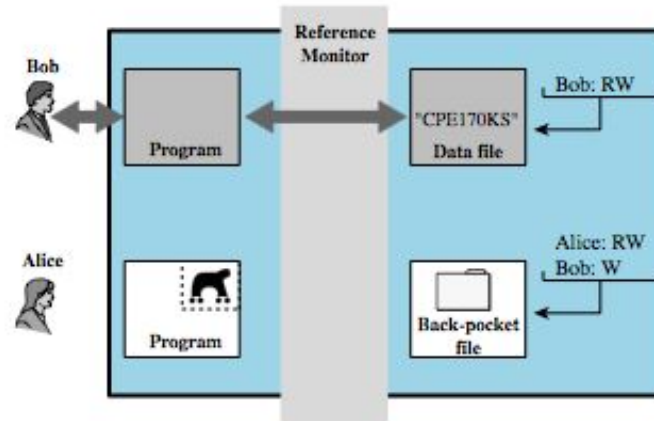 Reference
Monitor
Bob
Bob: RW
"CPE170KS"
Program
Data file
Alice
Alice: RW
Bob: W
Program
Back-pocket
file